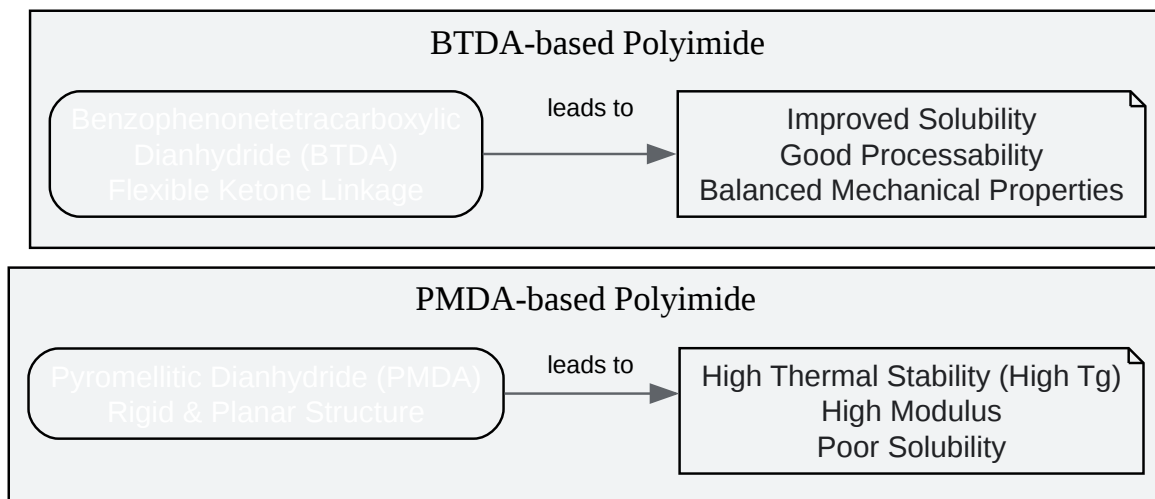 BTDA-based Polyimide
Benzophenonetetracarboxylic
Dianhydride (BTDA)
Flexible Ketone Linkage
leads to
Improved Solubility
Good Processability
Balanced Mechanical Properties
PMDA-based Polyimide
Pyromellitic Dianhydride (PMDA)
Rigid & Planar Structure
leads to
High Thermal Stability (High Tg)
High Modulus
Poor Solubility